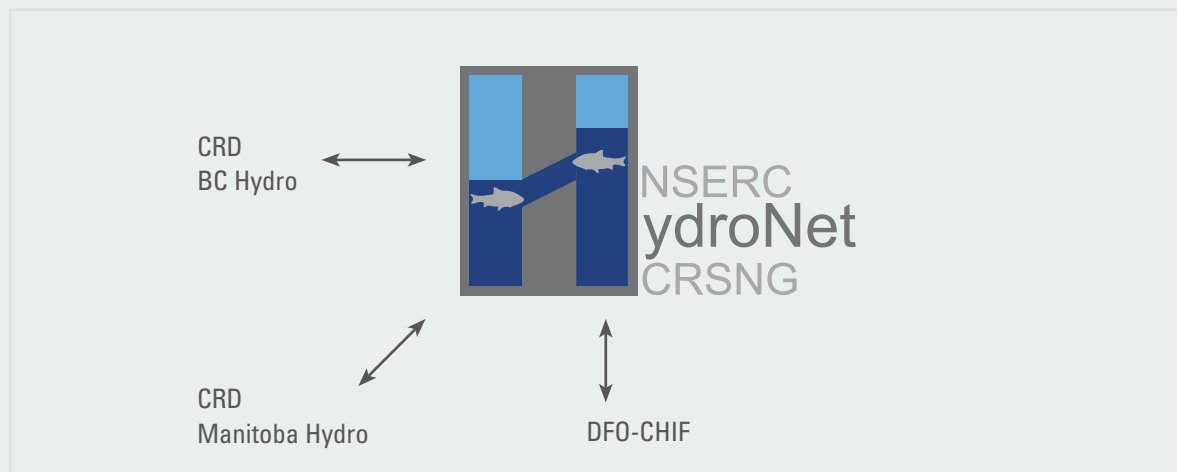 CRD
BC Hydro
NSERC
HydroNet
CRSNG
CRD
Manitoba Hydro
DFO-CHIF